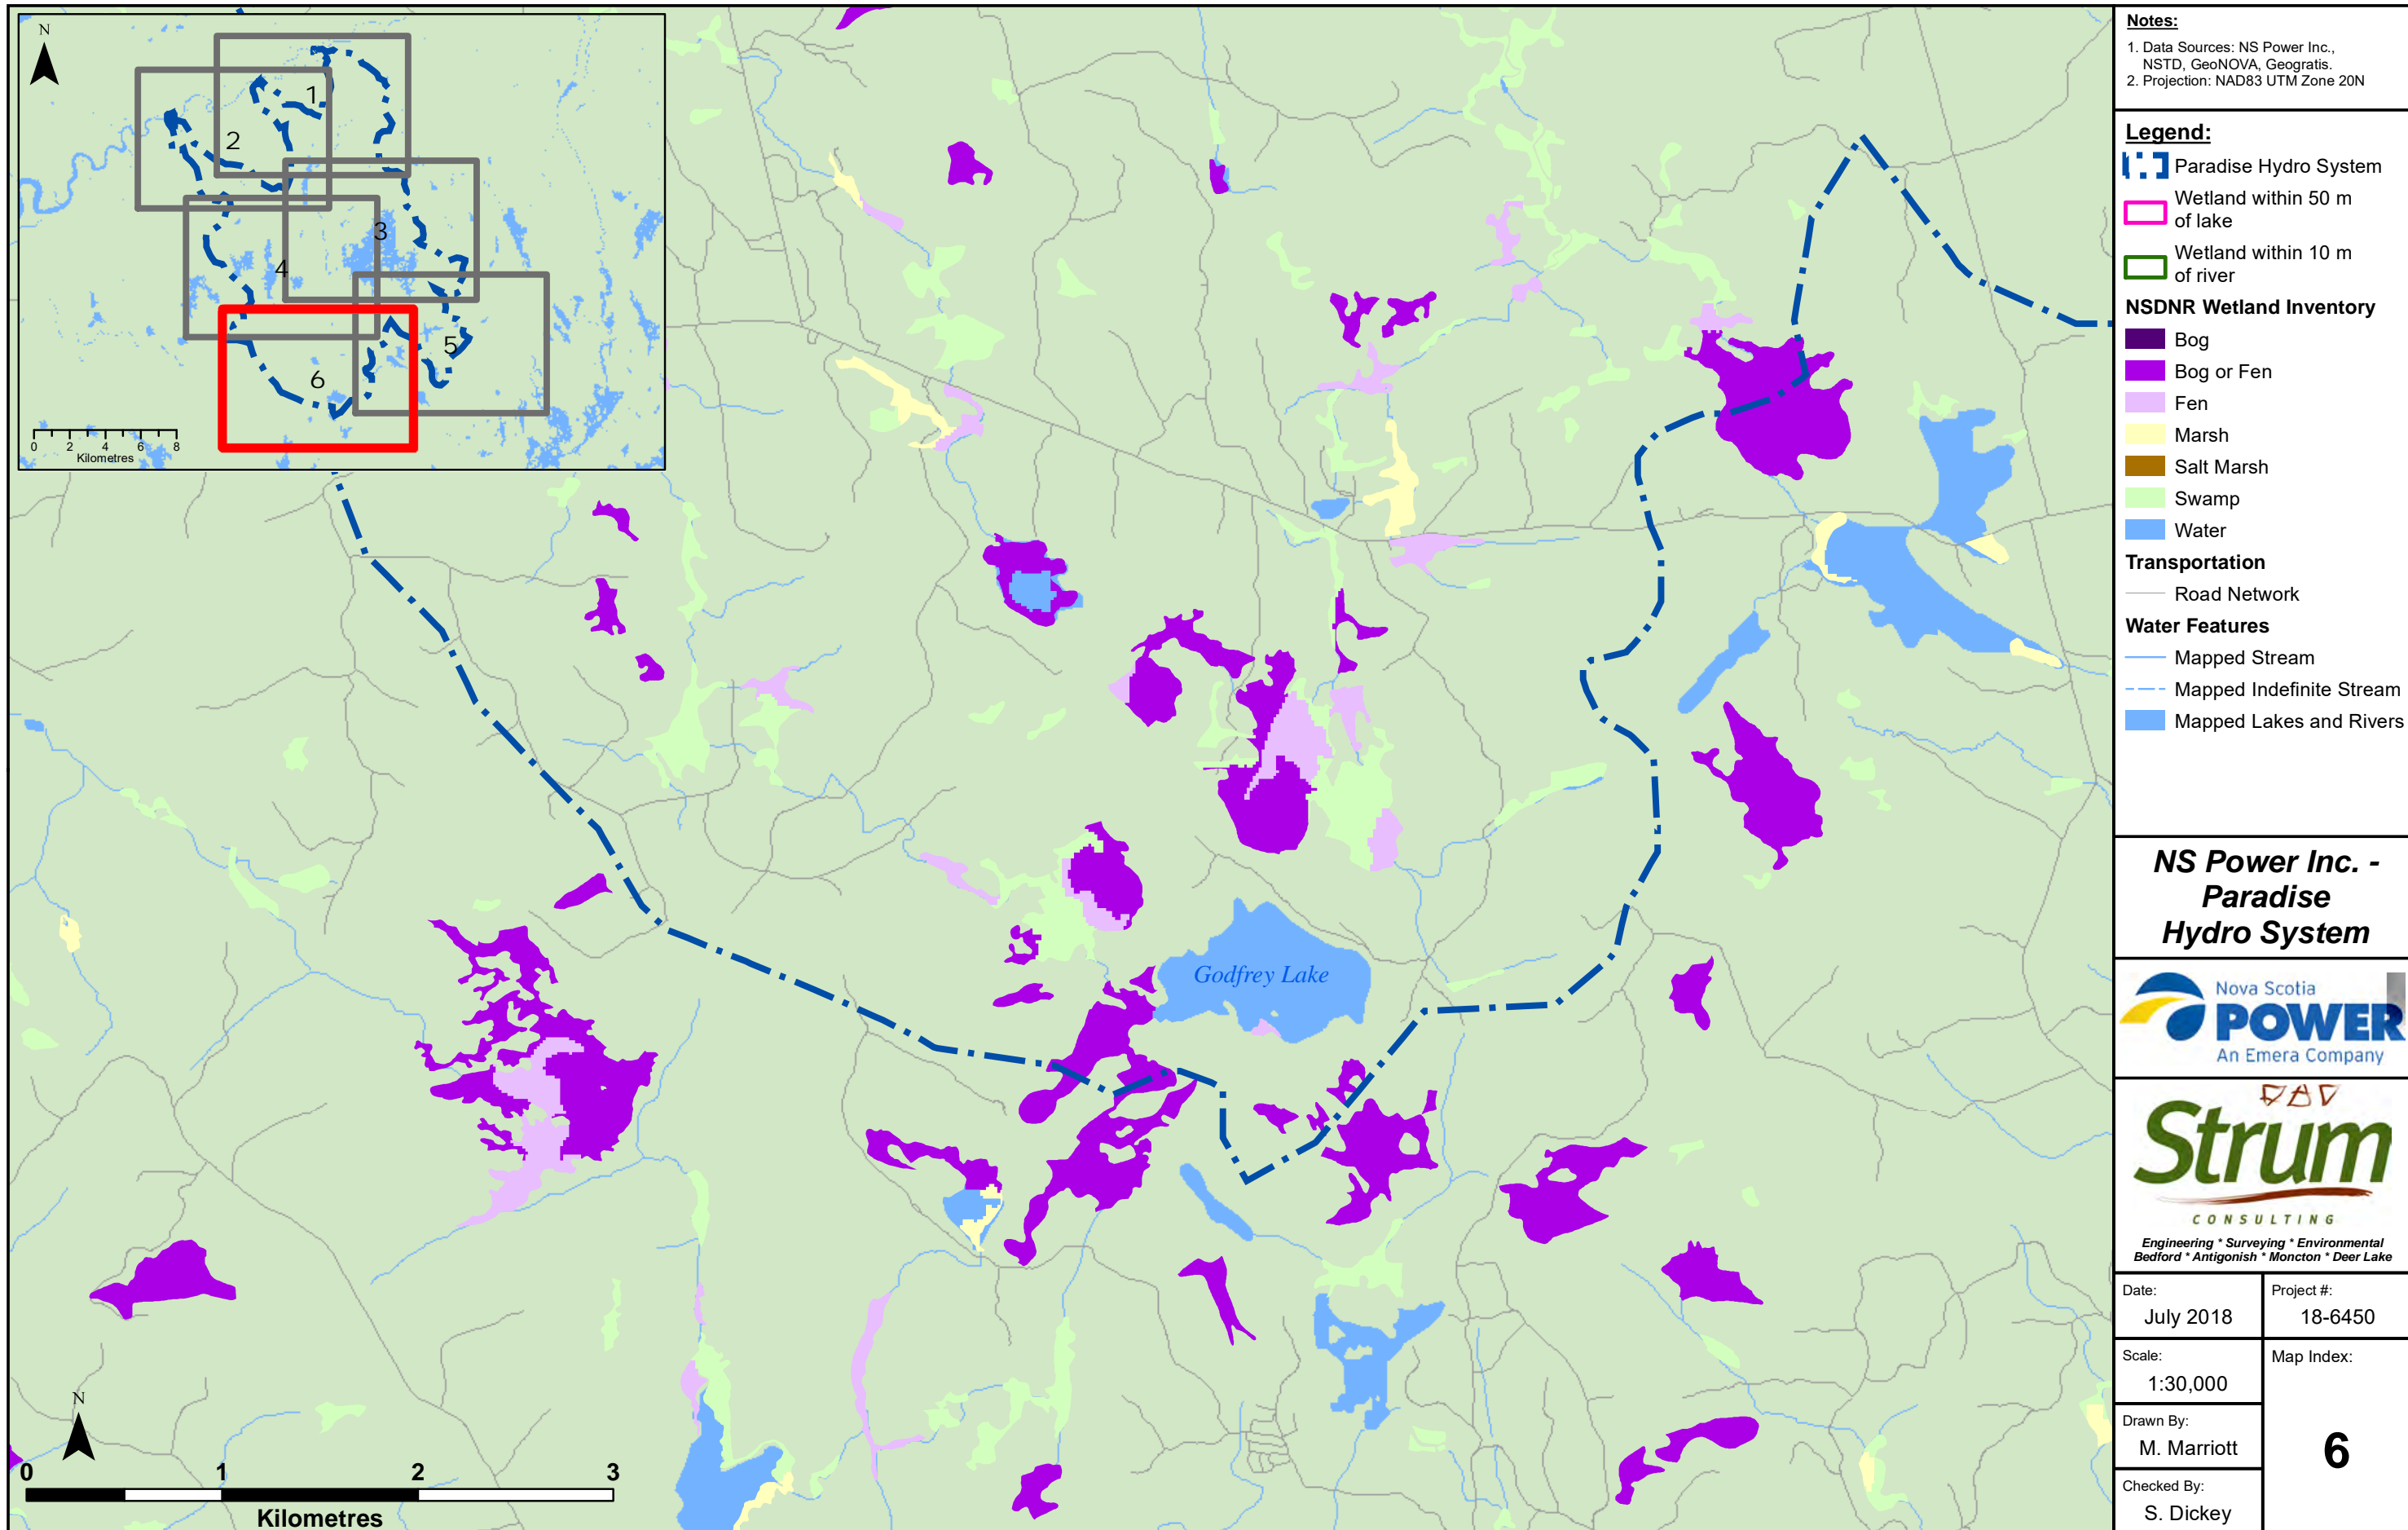 N
1
2
3
4
5
6
0 2 4 6 8
Kilometres
Godfrey Lake
N
0 1 2 3
Kilometres
Notes:
1. Data Sources: NS Power Inc.,
NSTD, GeoNOVA, Geogratis.
2. Projection: NAD83 UTM Zone 20N
Legend:
Paradise Hydro System
Wetland within 50 m
of lake
Wetland within 10 m
of river
NSDNR Wetland Inventory
Bog
Bog or Fen
Fen
Marsh
Salt Marsh
Swamp
Water
Transportation
Road Network
Water Features
Mapped Stream
Mapped Indefinite Stream
Mapped Lakes and Rivers
NS Power Inc. -
Paradise
Hydro System
Nova Scotia
POWER
An Emera Company
Strum
CONSULTING
Engineering * Surveying * Environmental
Bedford * Antigonish * Moncton * Deer Lake
Date:
July 2018
Project #:
18-6450
Scale:
1:30,000
Map Index:
6
Drawn By:
M. Marriott
Checked By:
S. Dickey